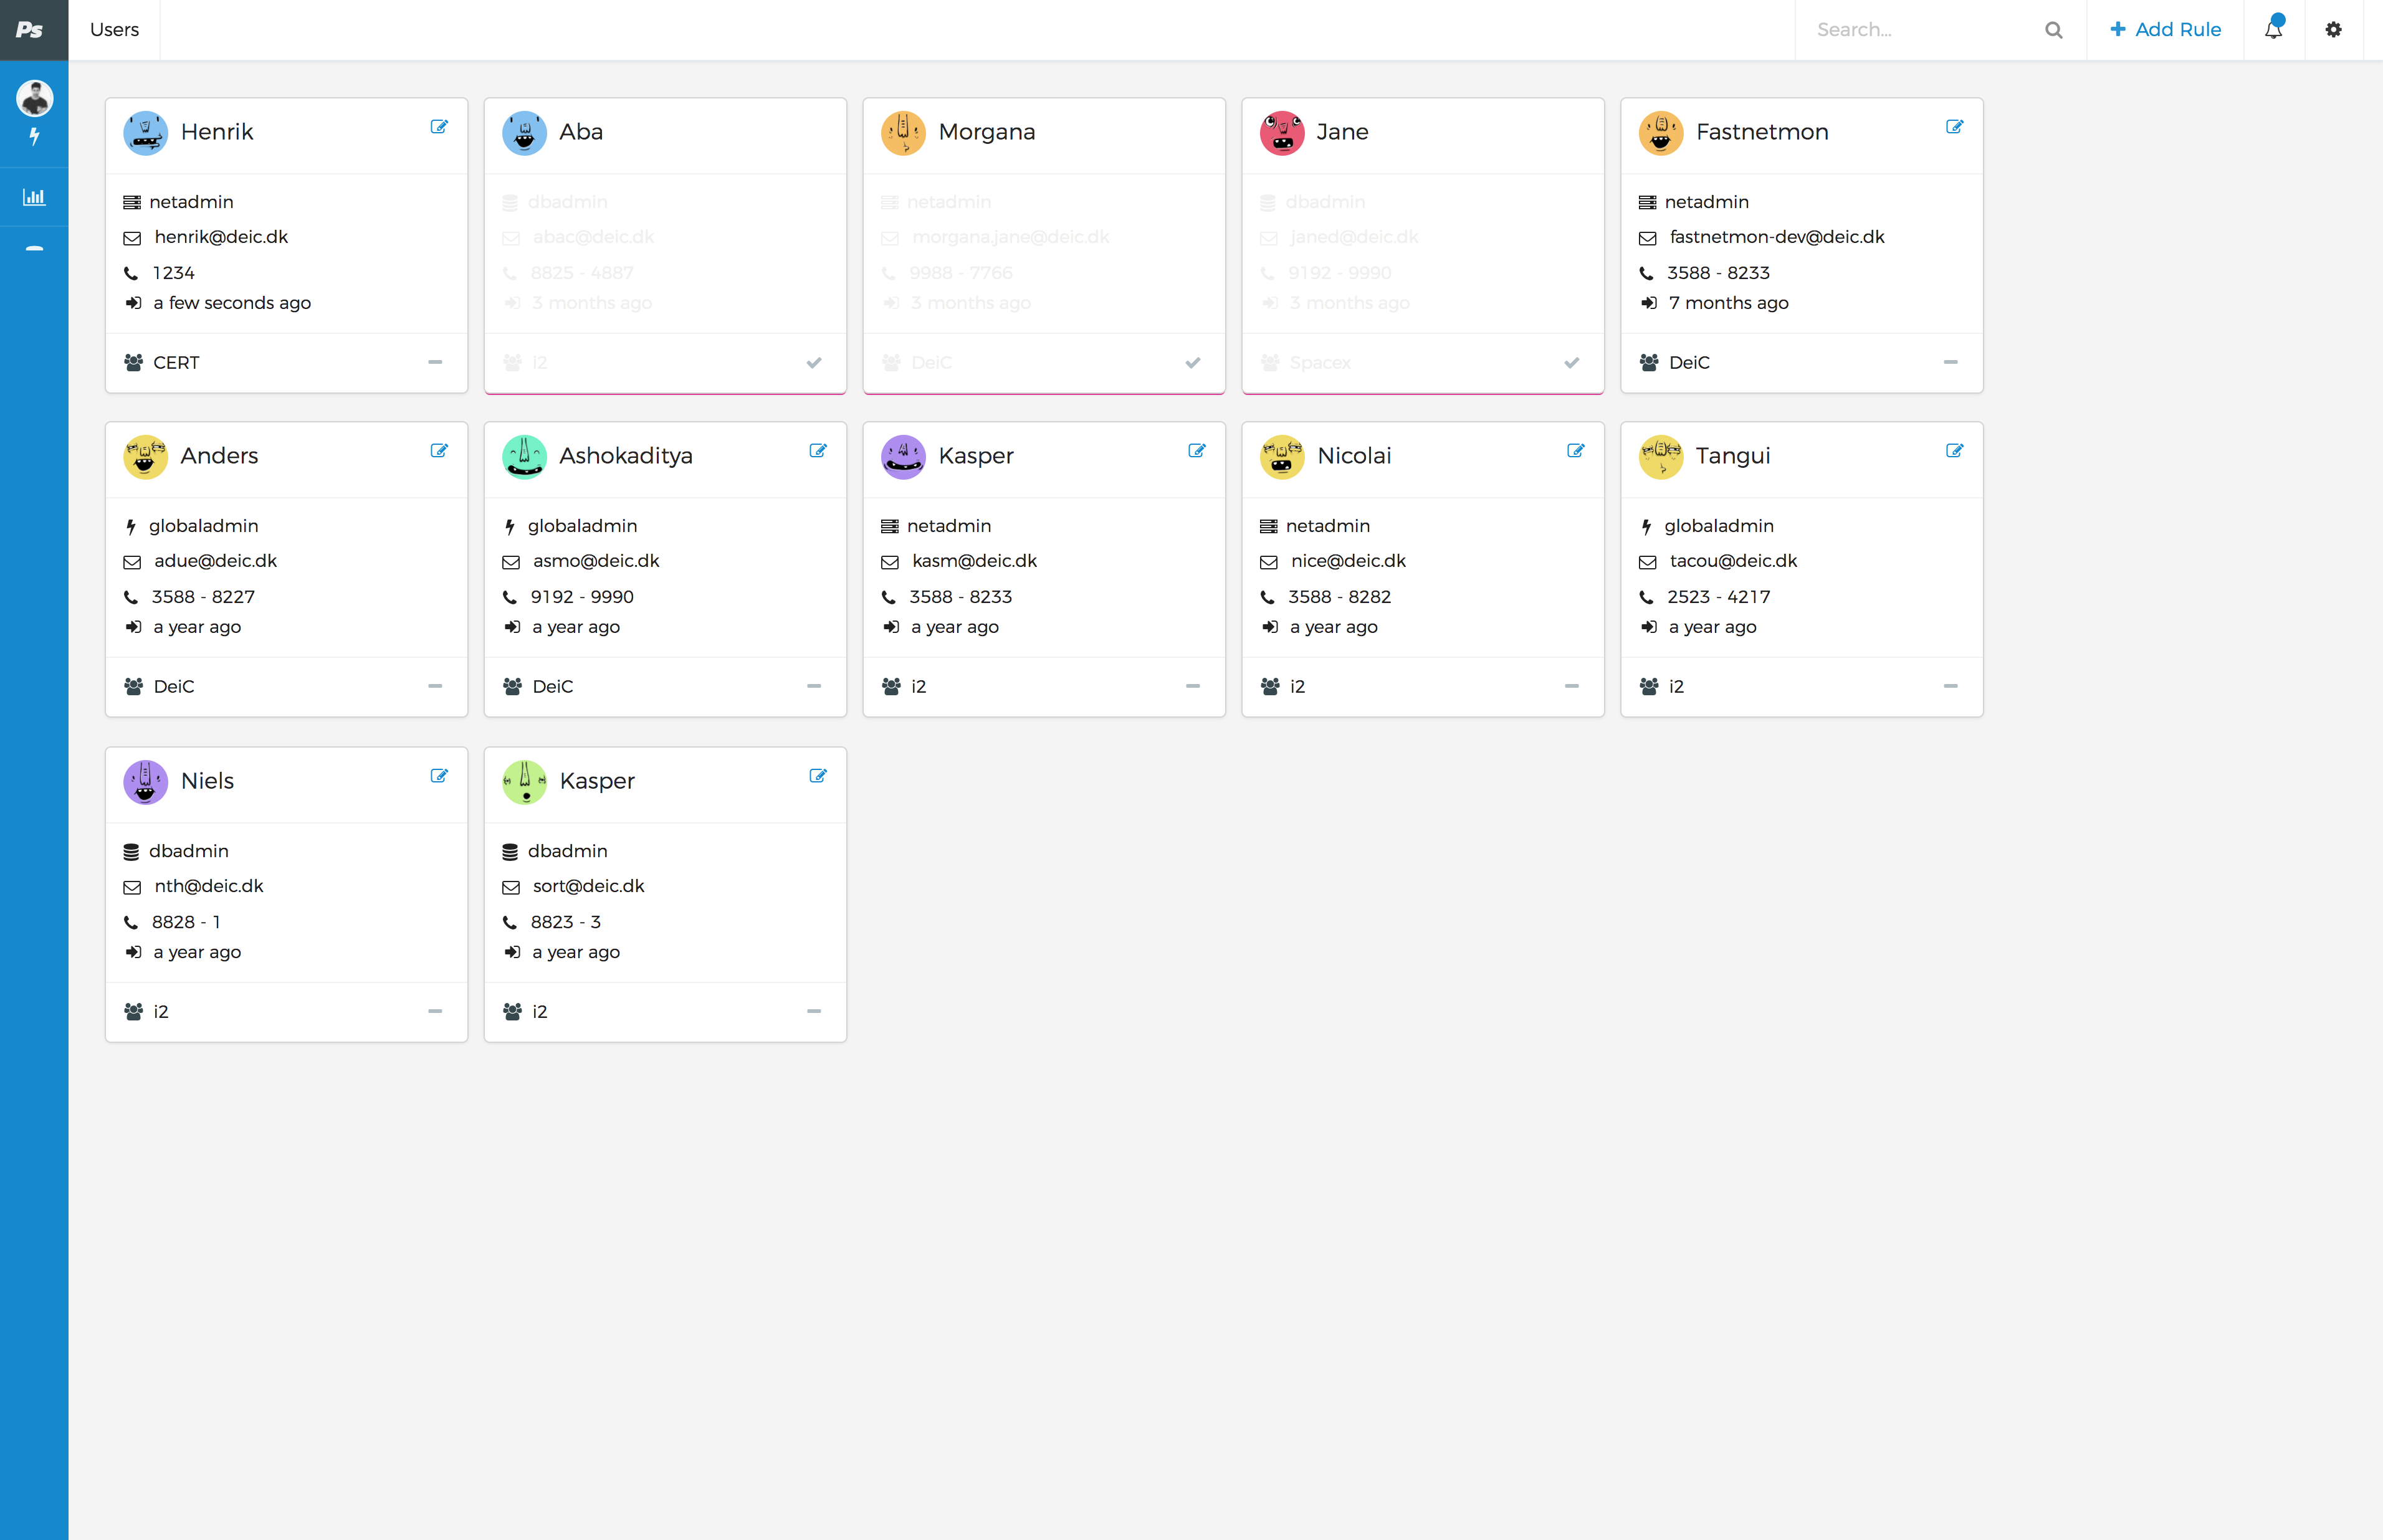 Ps
Users
Search...
Add Rule
Henrik
netadmin
henrik@deic.dk
1234
a few seconds ago
CERT
Aba
dbadmin
abac@deic.dk
8825 - 4887
3 months ago
i2
Morgana
netadmin
morgana.jane@deic.dk
9988 - 7766
3 months ago
DeiC
Jane
dbadmin
janed@deic.dk
9192 - 9990
3 months ago
Spacex
Fastnetmon
netadmin
fastnetmon-dev@deic.dk
3588 - 8233
7 months ago
DeiC
Anders
globaladmin
adue@deic.dk
3588 - 8227
a year ago
DeiC
Ashokaditya
globaladmin
asmo@deic.dk
9192 - 9990
a year ago
DeiC
Kasper
netadmin
kasm@deic.dk
3588 - 8233
a year ago
i2
Nicolai
netadmin
nice@deic.dk
3588 - 8282
a year ago
i2
Tangui
globaladmin
tacou@deic.dk
2523 - 4217
a year ago
i2
Niels
dbadmin
nth@deic.dk
8828 - 1
a year ago
i2
Kasper
dbadmin
sort@deic.dk
8823 - 3
a year ago
i2